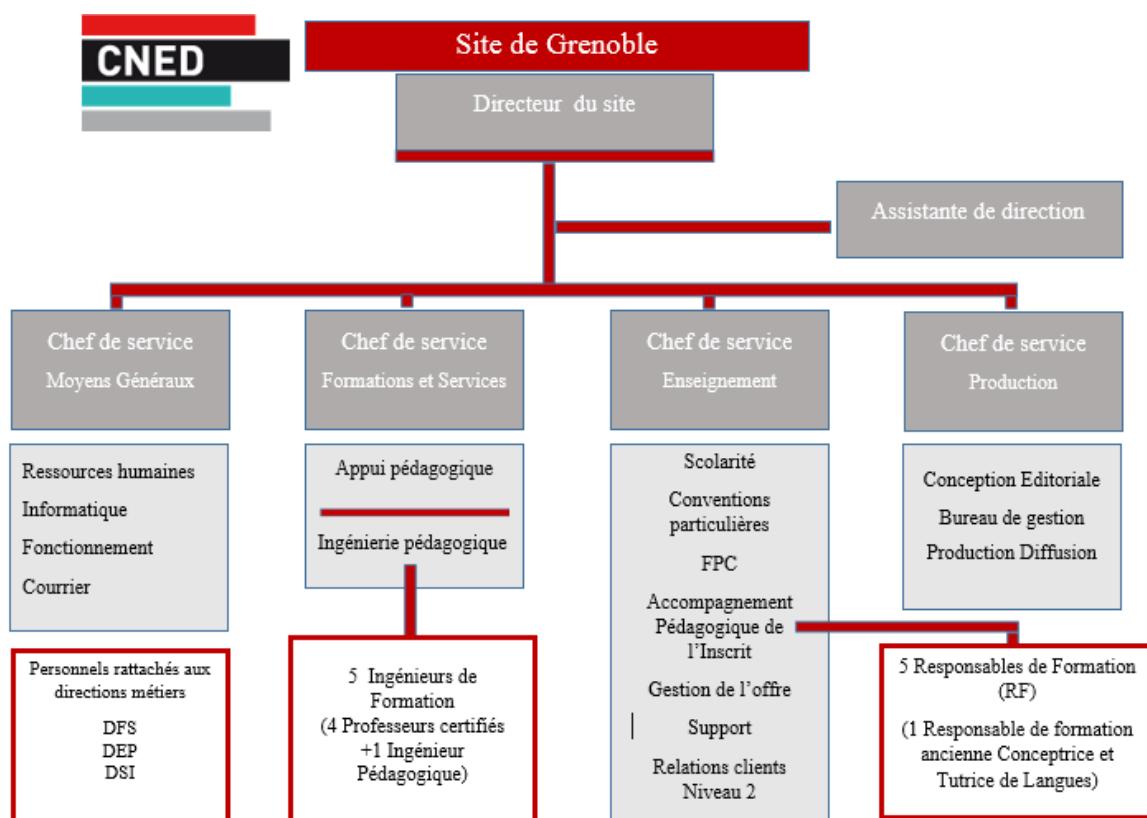 CNED
Site de Grenoble
Directeur du site
Assistante de direction
Chef de service
Moyens Généraux
Chef de service
Formations et Services
Chef de service
Enseignement
Chef de service
Production
Ressources humaines
Informatique
Fonctionnement
Courrier
Appui pédagogique
Ingénierie pédagogique
Scolarité
Conventions
particulières
FPC
Accompagnement
Pédagogique de
l’Inscrit
Gestion de l’offre
Support
Relations clients
Niveau 2
Conception Editoriale
Bureau de gestion
Production Diffusion
Personnels rattachés aux
directions métiers
DFS
DEP
DSI
5 Ingénieurs de
Formation
(4 Professeurs certifiés
+1 Ingénieur
Pédagogique)
5 Responsables de Formation
(RF)
(1 Responsable de formation
ancienne Conceptrice et
Tutrice de Langues)